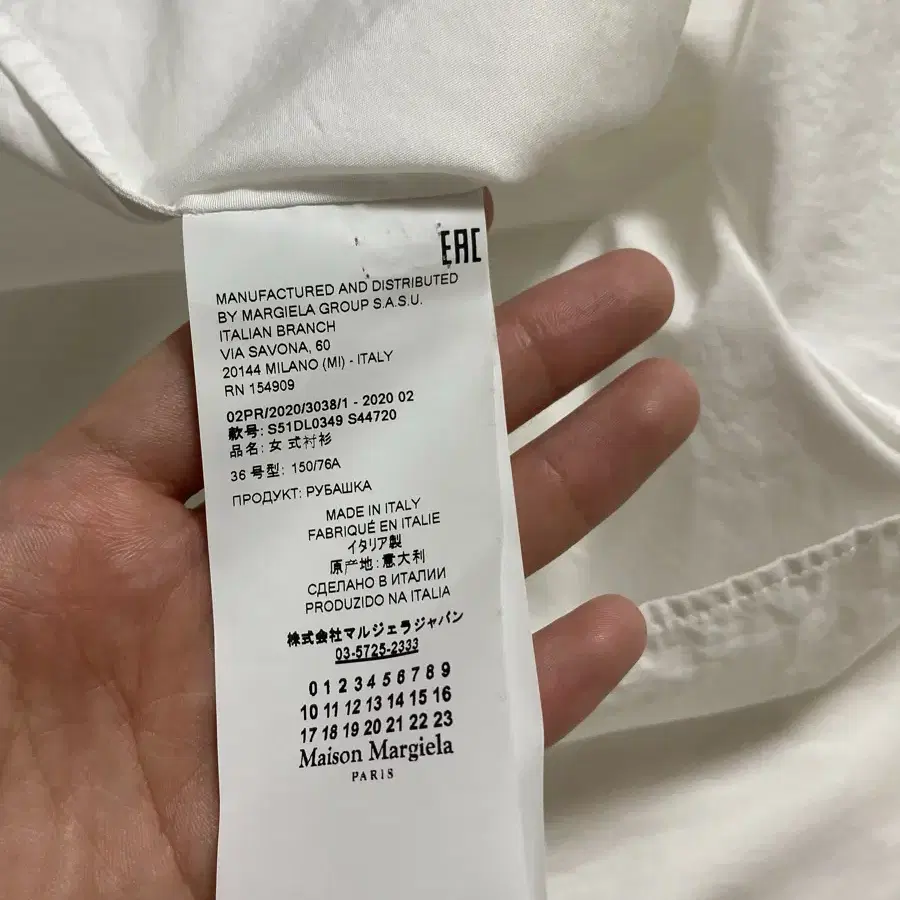 EAC
MANUFACTURED AND DISTRIBUTED
BY MARGIELA GROUP S.A.S.U.
ITALIAN BRANCH
VIA SAVONA, 60
20144 MILANO (MI) - ITALY
RN 154909
02PR/2020/3038/1 - 2020 02
款号: S51DL0349 S44720
品名: 女 式衬衫
36 号型: 150/76A
ПРОДУКТ: РУБАШКА
MADE IN ITALY
FABRIQUÉ EN ITALIE
イタリア製
原产地: 意大利
СДЕЛАНО В ИТАЛИИ
PRODUZIDO NA ITALIA
株式会社マルジェラジャパン
03-5725-2333
0 1 2 3 4 5 6 7 8 9
10 11 12 13 14 15 16
17 18 19 20 21 22 23
Maison Margiela
PARIS